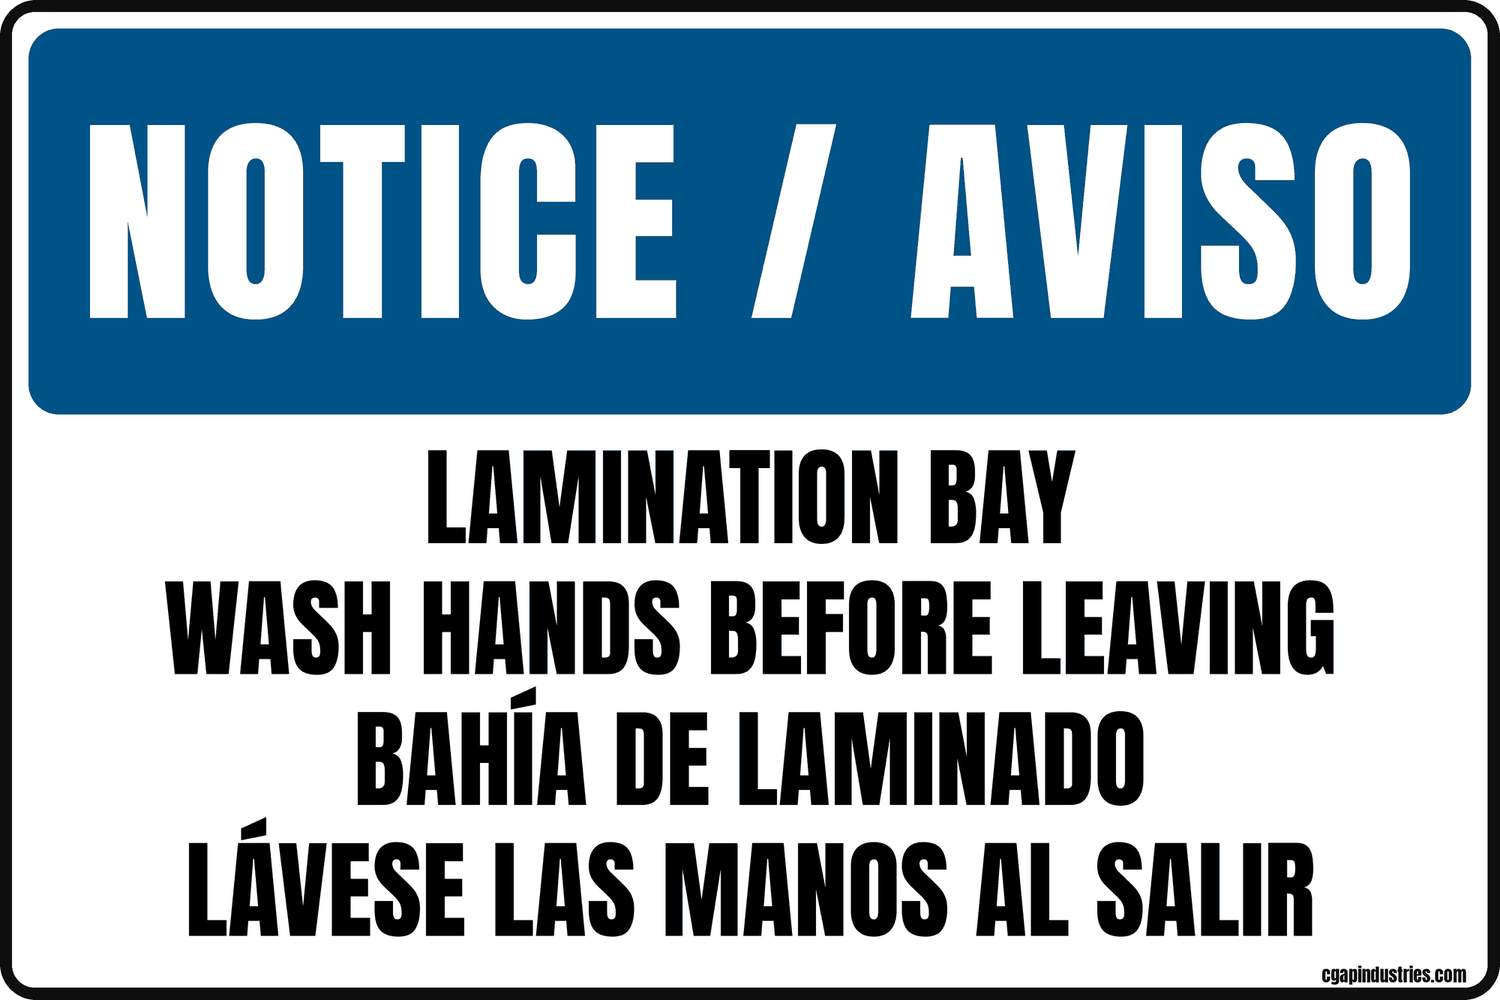 NOTICE / AVISO
LAMINATION BAY
WASH HANDS BEFORE LEAVING
BAHÍA DE LAMINADO
LÁVESE LAS MANOS AL SALIR
cgapindustries.com